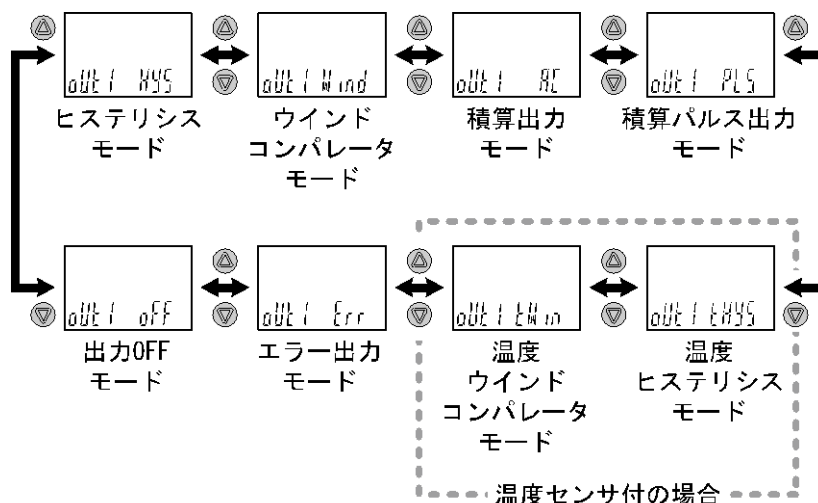 oUt1 HYS
ヒステリシス
モード
oUt1 Wind
ウインド
コンパレータ
モード
oUt1 AC
積算出力
モード
oUt1 PLS
積算パルス出力
モード
oUt1 oFF
出力OFF
モード
oUt1 Err
エラー出力
モード
oUt1 tWin
温度
ウインド
コンパレータ
モード
oUt1 tHYS
温度
ヒステリシス
モード
温度センサ付の場合